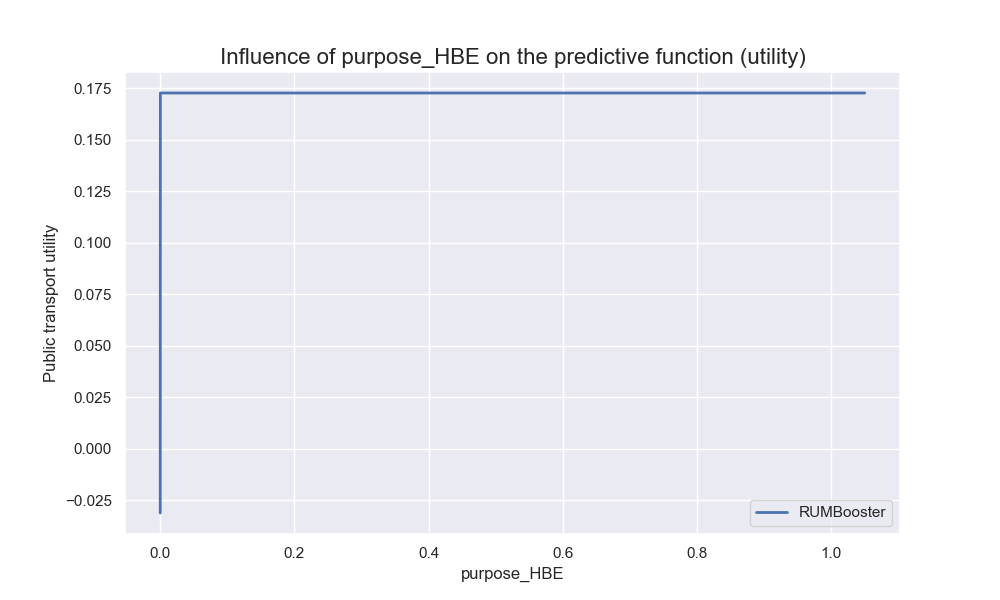 Influence of purpose_HBE on the predictive function (utility)
Public transport utility
0.175
0.150
0.125
0.100
0.075
0.050
0.025
0.000
−0.025
RUMBooster
0.0 0.2 0.4 0.6 0.8 1.0
purpose_HBE